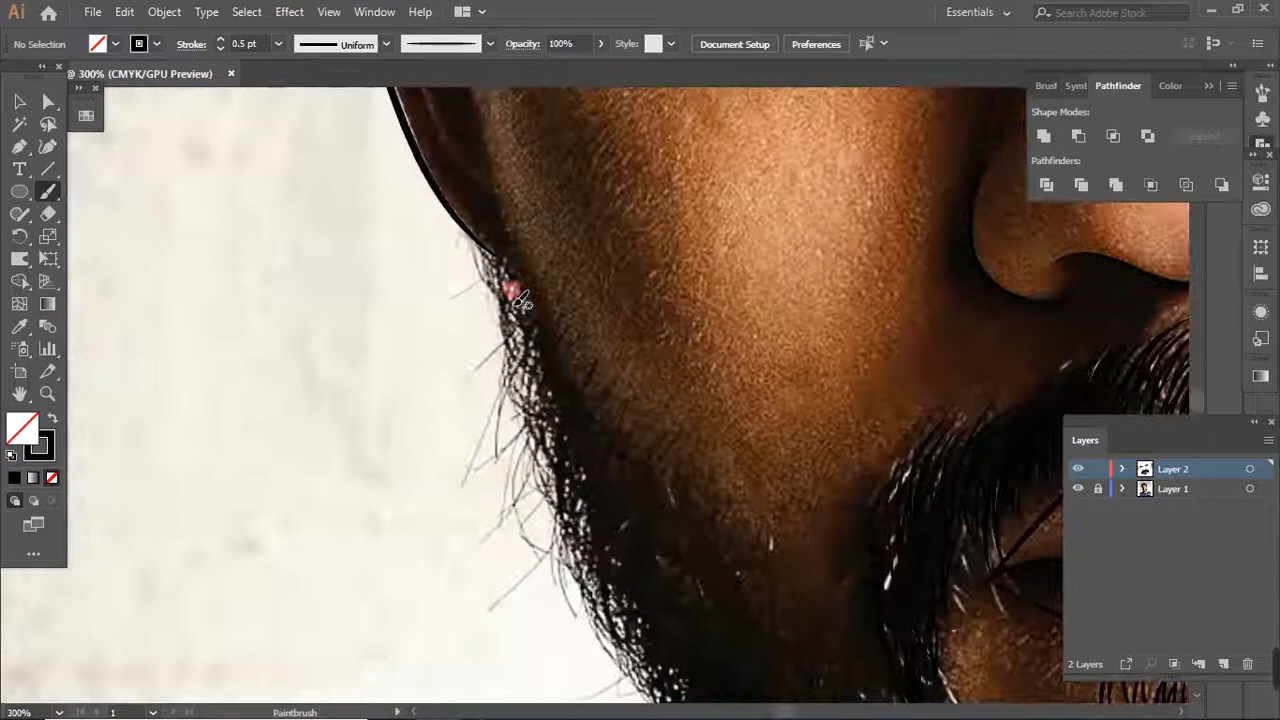 Ai File Edit Object Type Select Effect View Window Help Essentials Search Adobe Stock
No Selection Stroke: 0.5 pt Uniform Opacity: 100% Style: Document Setup Preferences
@ 300% (CMYK/GPU Preview) ×
Brus Symb Pathfinder Color
Shape Modes:
Expand
Pathfinders:
Layers
Layer 2
Layer 1
2 Layers
300% 1 Paintbrush